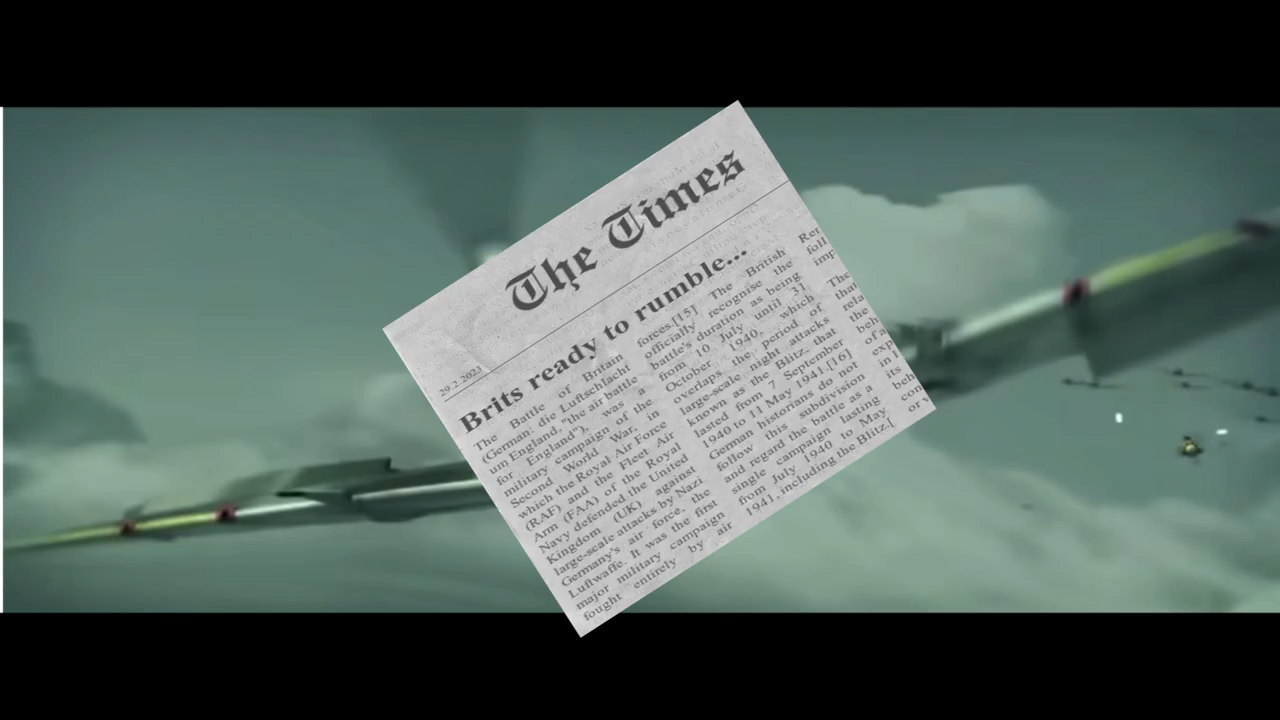 The Times
29.2.2023
Brits ready to rumble...
The Battle of Britain
(German: die Luftschlacht
um England, "the air battle
for England"), was a
military campaign of the
Second World War, in
which the Royal Air Force
(RAF) and the Fleet Air
Arm (FAA) of the Royal
Navy defended the United
Kingdom (UK) against
large-scale attacks by Nazi
Germany's air force, the
Luftwaffe. It was the first
major military campaign
fought entirely by air
forces.[15] The British
officially recognise the
battle's duration as being
from 10 July until 31
October 1940, which
overlaps the period of
large-scale night attacks
known as the Blitz, that
lasted from 7 September
1940 to 11 May 1941.[16]
German historians do not
follow this subdivision
and regard the battle as a
single campaign lasting
from July 1940 to May
1941, including the Blitz.[
The